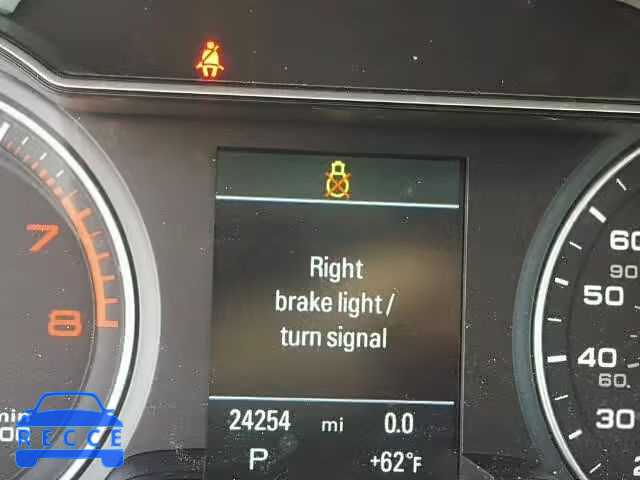 Right
brake light /
turn signal
24254 mi 0.0
P +62°F
7
8
min
60
90
50
40
60
30
RECCE